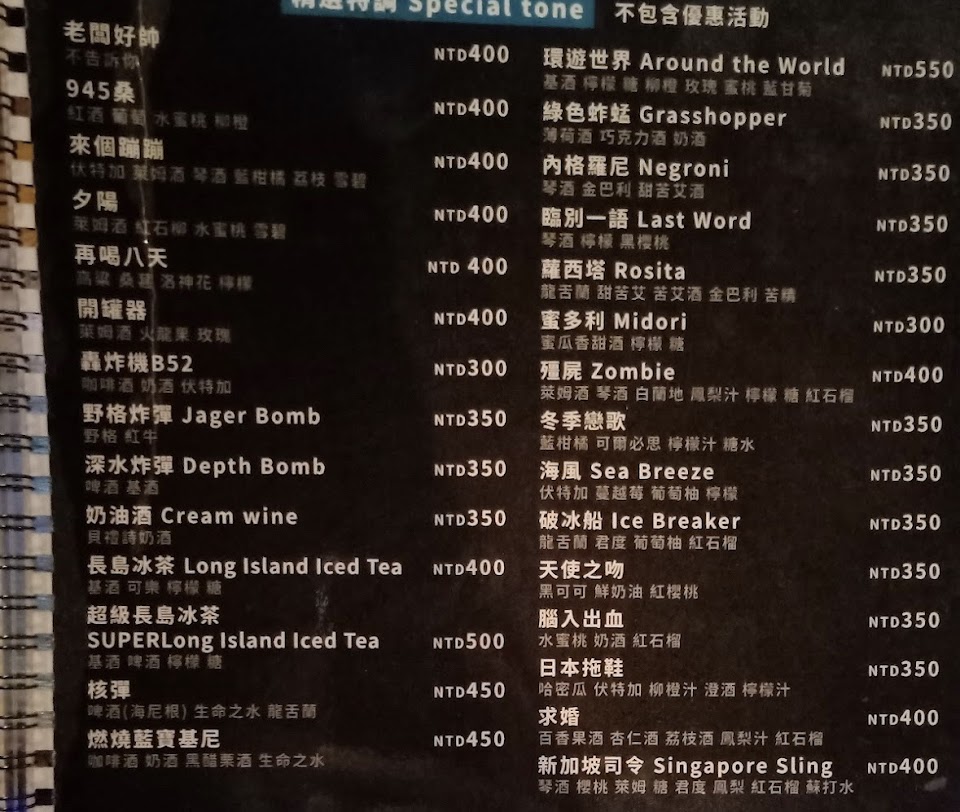 精選特調 Special tone
不包含優惠活動
老闆好帥 NTD400
不告訴你
945桑 NTD400
紅酒 葡萄 水蜜桃 柳橙
來個蹦蹦 NTD400
伏特加 萊姆酒 琴酒 藍柑橘 荔枝 雪碧
夕陽 NTD400
萊姆酒 紅石柳 水蜜桃 雪碧
再喝八天 NTD 400
高粱 桑葚 洛神花 檸檬
開罐器 NTD400
萊姆酒 火龍果 玫瑰
轟炸機B52 NTD300
咖啡酒 奶酒 伏特加
野格炸彈 Jager Bomb NTD350
野格 紅牛
深水炸彈 Depth Bomb NTD350
啤酒 基酒
奶油酒 Cream wine NTD350
貝禮詩奶酒
長島冰茶 Long Island Iced Tea NTD400
基酒 可樂 檸檬 糖
超級長島冰茶
SUPERLong Island Iced Tea NTD500
基酒 啤酒 檸檬 糖
核彈 NTD450
啤酒(海尼根) 生命之水 龍舌蘭
燃燒藍寶基尼 NTD450
咖啡酒 奶酒 黑醋栗酒 生命之水
環遊世界 Around the World NTD550
基酒 檸檬 糖 柳橙 玫瑰 蜜桃 藍甘菊
綠色蚱蜢 Grasshopper NTD350
薄荷酒 巧克力酒 奶酒
內格羅尼 Negroni NTD350
琴酒 金巴利 甜苦艾酒
臨別一語 Last Word NTD350
琴酒 檸檬 黑櫻桃
蘿西塔 Rosita NTD350
龍舌蘭 甜苦艾 苦艾酒 金巴利 苦精
蜜多利 Midori NTD300
蜜瓜香甜酒 檸檬 糖
殭屍 Zombie NTD400
萊姆酒 琴酒 白蘭地 鳳梨汁 檸檬 糖 紅石榴
冬季戀歌 NTD350
藍柑橘 可爾必思 檸檬汁 糖水
海風 Sea Breeze NTD350
伏特加 蔓越莓 葡萄柚 檸檬
破冰船 Ice Breaker NTD350
龍舌蘭 君度 葡萄柚 紅石榴
天使之吻 NTD350
黑可可 鮮奶油 紅櫻桃
腦入出血 NTD350
水蜜桃 奶酒 紅石榴
日本拖鞋 NTD350
哈密瓜 伏特加 柳橙汁 澄酒 檸檬汁
求婚 NTD400
百香果酒 杏仁酒 荔枝酒 鳳梨汁 紅石榴
新加坡司令 Singapore Sling NTD400
琴酒 櫻桃 萊姆 糖 君度 鳳梨 紅石榴 蘇打水